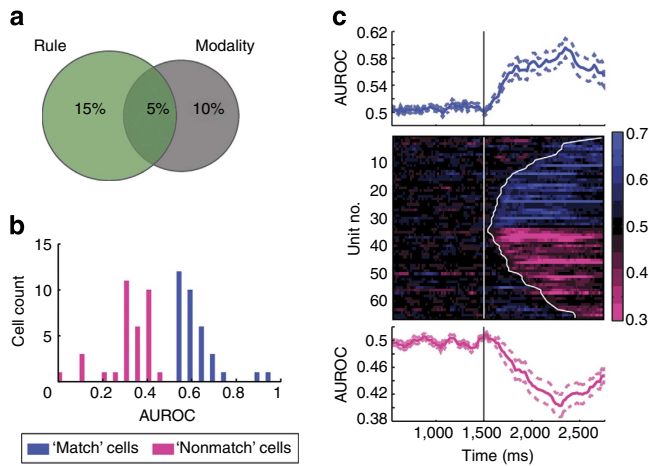 a
Rule
Modality
15%
5%
10%
b
15
10
5
Cell count
0
0.2
0.4
0.6
0.8
1
AUROC
'Match' cells
'Nonmatch' cells
c
0.62
0.58
0.54
0.5
AUROC
10
20
30
40
50
60
Unit no.
0.7
0.6
0.5
0.4
0.3
0.5
0.46
0.42
0.38
AUROC
1,000
1,500
2,000
2,500
Time (ms)